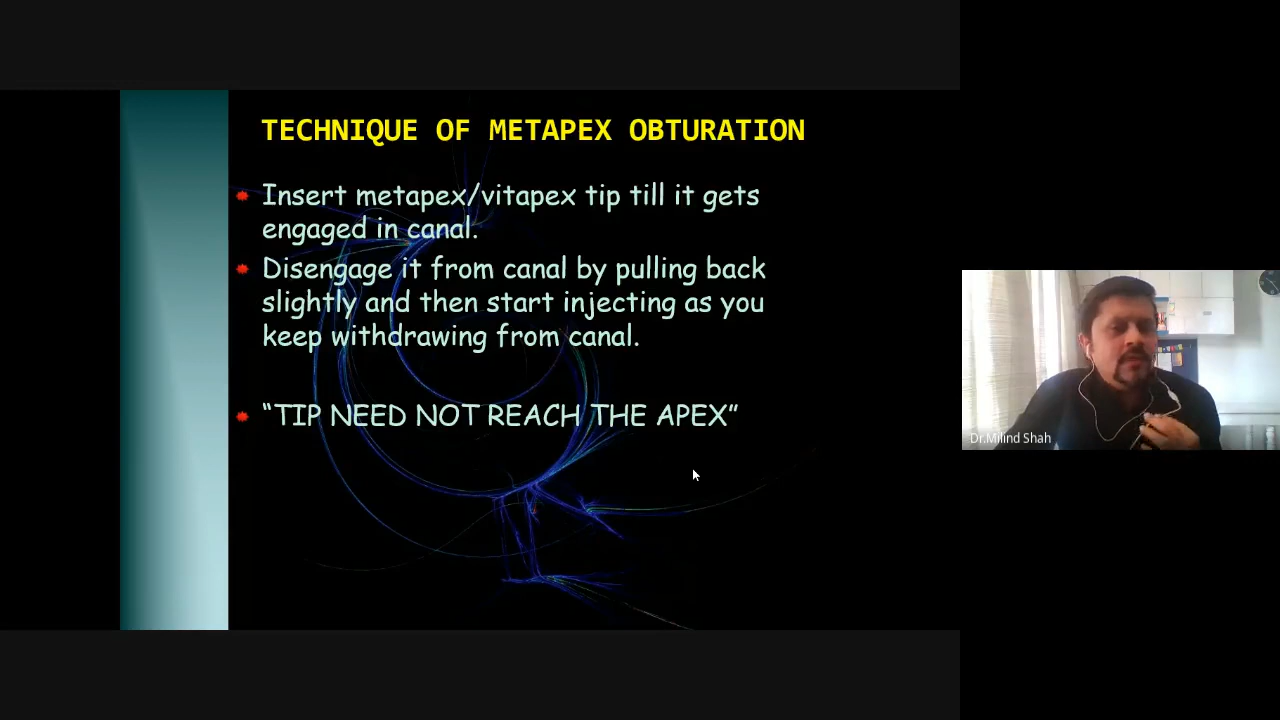 TECHNIQUE OF METAPEX OBTURATION
Insert metapex/vitapex tip till it gets
engaged in canal.
Disengage it from canal by pulling back
slightly and then start injecting as you
keep withdrawing from canal.
“TIP NEED NOT REACH THE APEX”
Dr.Milind Shah